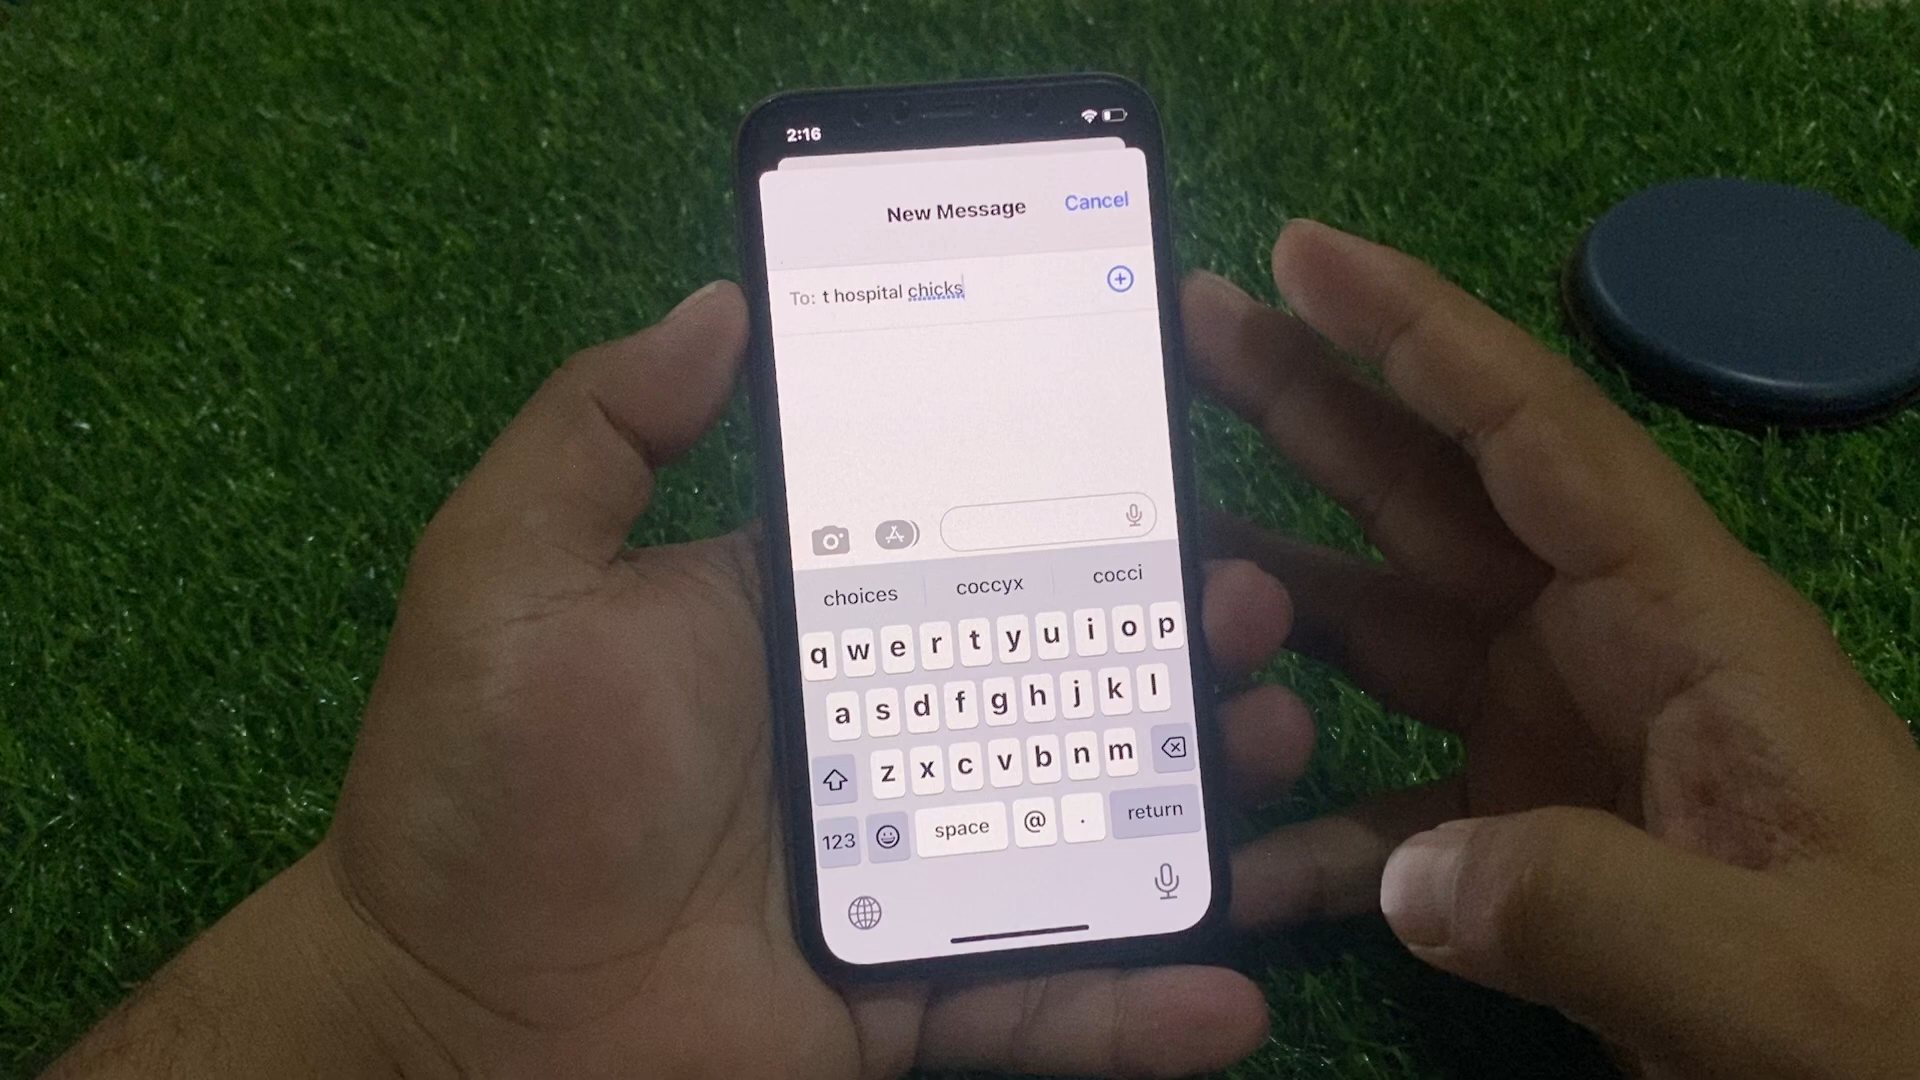 2:16
New Message
Cancel
To: t hospital chicks
choices
coccyx
cocci
q w e r t y u i o p
a s d f g h j k l
z x c v b n m
123
space
@
.
return